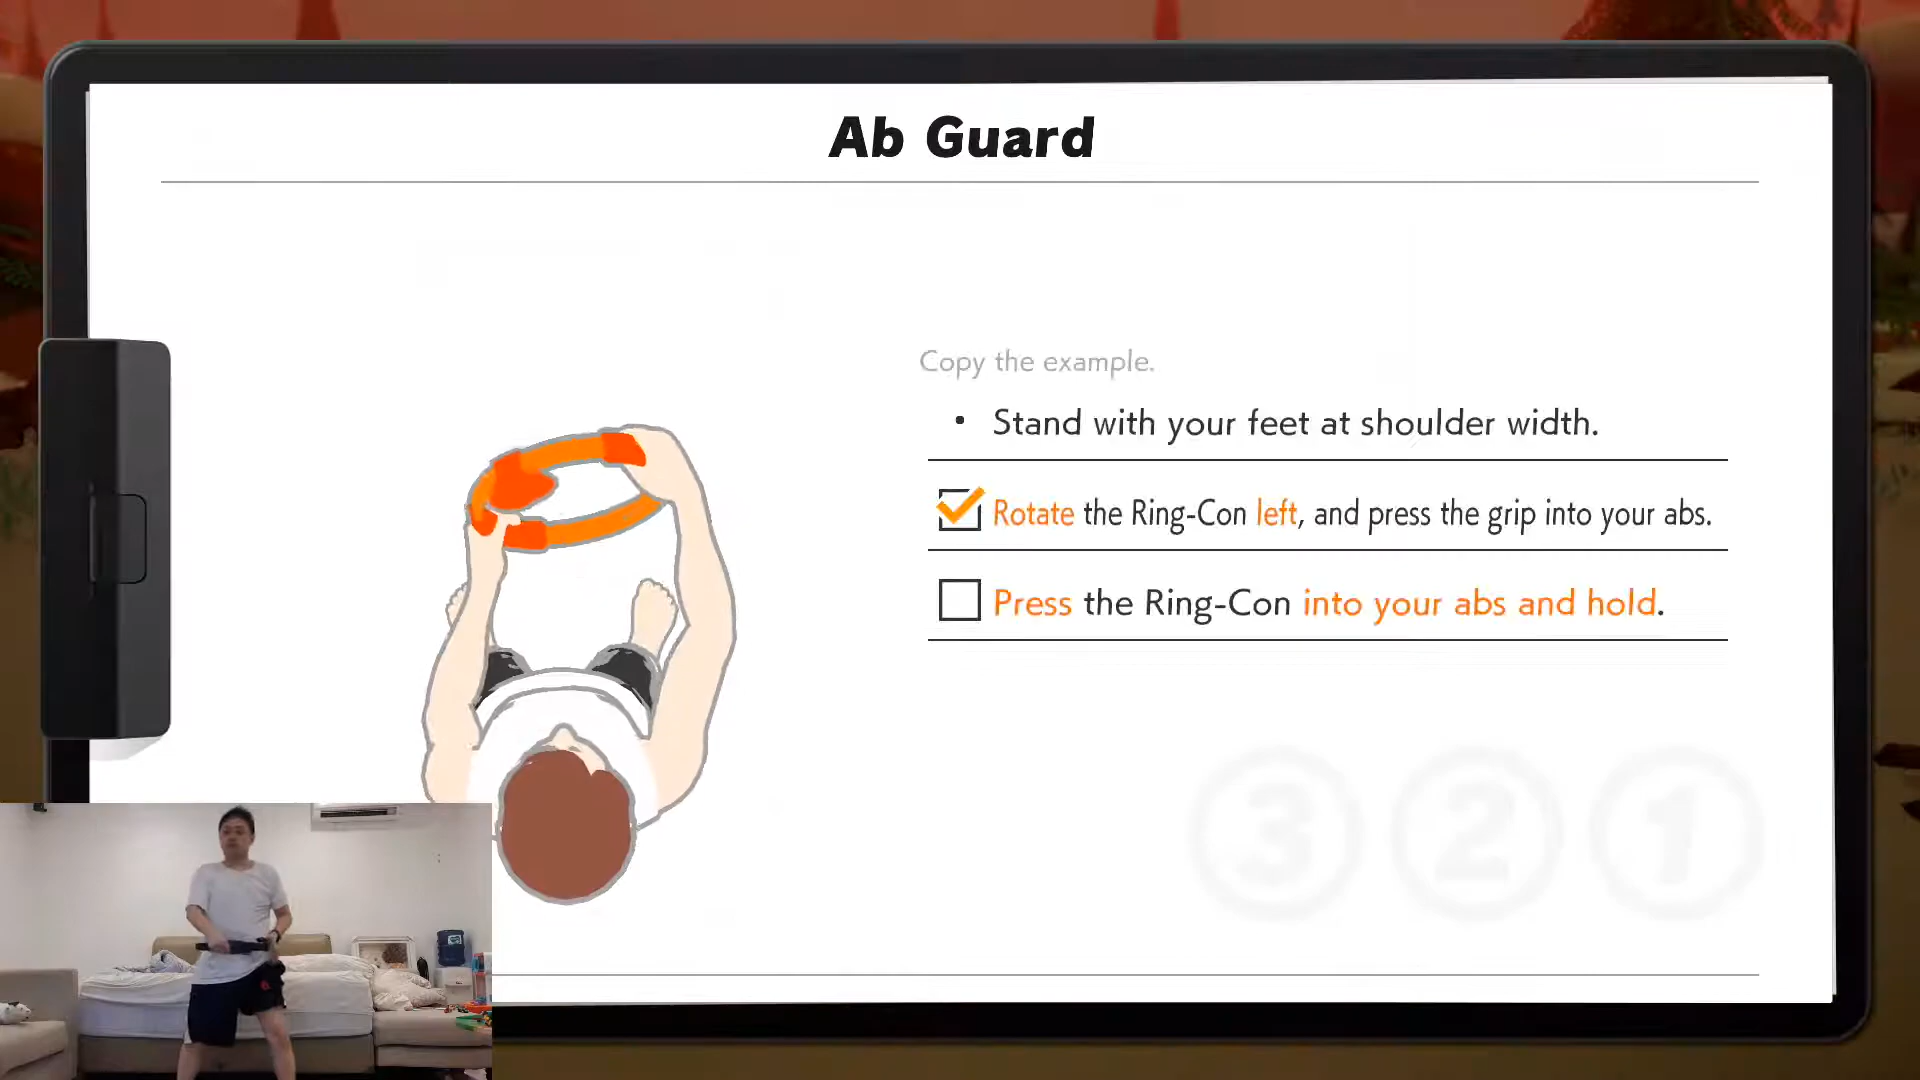 Ab Guard
Copy the example.
• Stand with your feet at shoulder width.
Rotate the Ring-Con left, and press the grip into your abs.
Press the Ring-Con into your abs and hold.
3 2 1